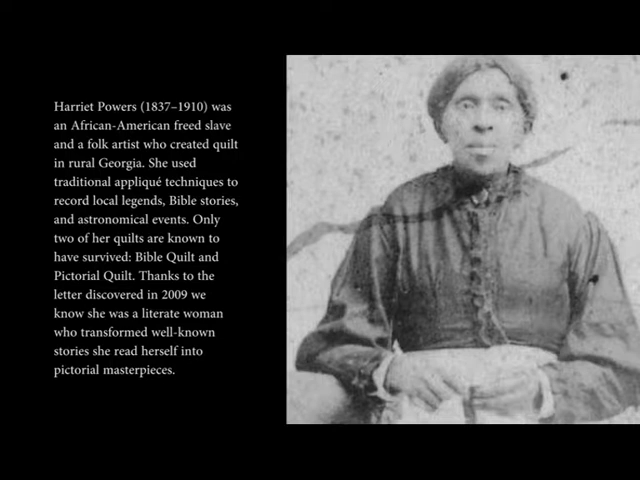 Harriet Powers (1837–1910) was
an African-American freed slave
and a folk artist who created quilt
in rural Georgia. She used
traditional appliqué techniques to
record local legends, Bible stories,
and astronomical events. Only
two of her quilts are known to
have survived: Bible Quilt and
Pictorial Quilt. Thanks to the
letter discovered in 2009 we
know she was a literate woman
who transformed well-known
stories she read herself into
pictorial masterpieces.